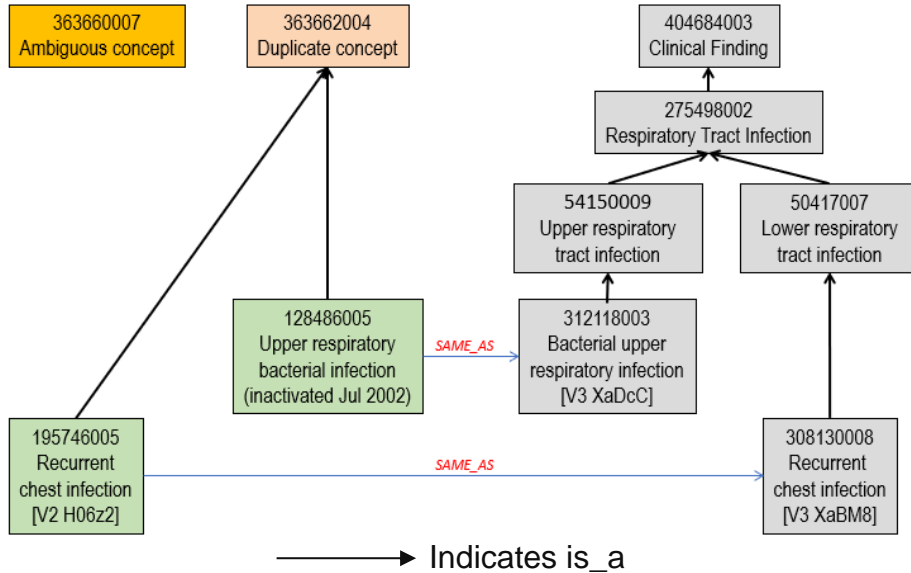 363660007
Ambiguous concept
363662004
Duplicate concept
404684003
Clinical Finding
275498002
Respiratory Tract Infection
54150009
Upper respiratory
tract infection
50417007
Lower respiratory
tract infection
128486005
Upper respiratory
bacterial infection
(inactivated Jul 2002)
SAME_AS
312118003
Bacterial upper
respiratory infection
[V3 XaDcC]
195746005
Recurrent
chest infection
[V2 H06z2]
SAME_AS
308130008
Recurrent
chest infection
[V3 XaBM8]
Indicates is_a